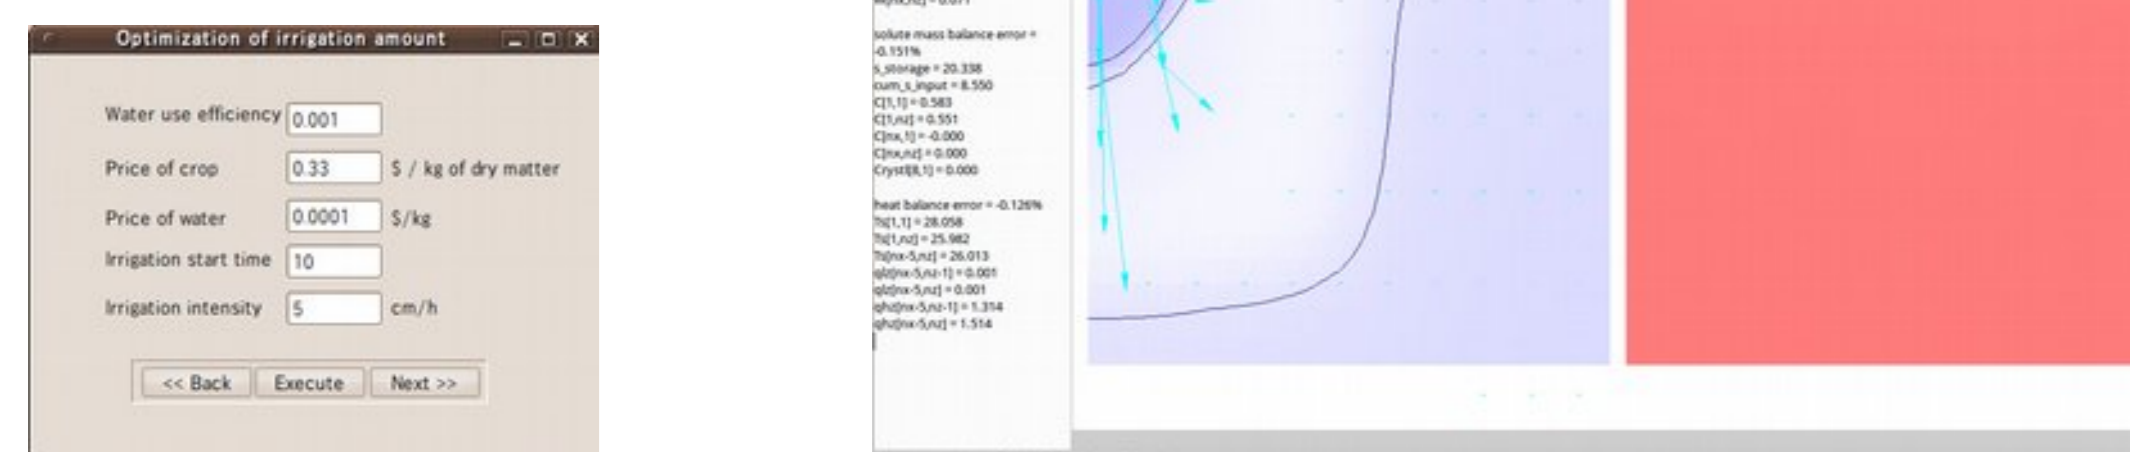 Optimization of irrigation amount
Water use efficiency 0.001
Price of crop 0.33 $ / kg of dry matter
Price of water 0.0001 $/kg
Irrigation start time 10
Irrigation intensity 5 cm/h
<< Back Execute Next >>
solute mass balance error =
-0.151%
s_storage = 20.338
cum_s_input = 8.550
C[1,1] = 0.583
C[1,nz] = 0.551
C[nx,1] = -0.000
C[nx,nz] = 0.000
Crystl[8,1] = 0.000
heat balance error = -0.126%
Ts[1,1] = 28.058
Ts[1,nz] = 25.982
Ts[nx-5,nz] = 26.013
qlz[nx-5,nz-1] = 0.001
qlz[nx-5,nz] = 0.001
qhz[nx-5,nz-1] = 1.314
qhz[nx-5,nz] = 1.514